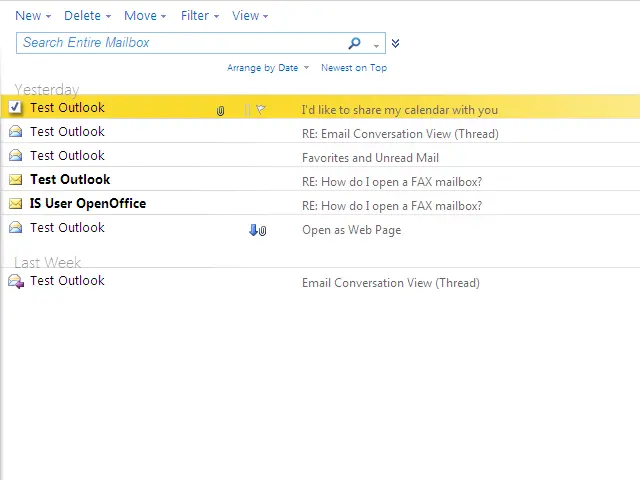 New Delete Move Filter View
Search Entire Mailbox
Arrange by Date Newest on Top
Yesterday
Test Outlook I'd like to share my calendar with you
Test Outlook RE: Email Conversation View (Thread)
Test Outlook Favorites and Unread Mail
Test Outlook RE: How do I open a FAX mailbox?
IS User OpenOffice RE: How do I open a FAX mailbox?
Test Outlook Open as Web Page
Last Week
Test Outlook Email Conversation View (Thread)